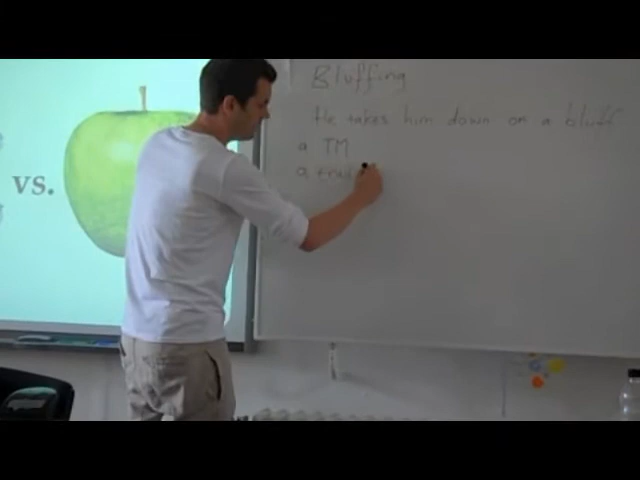 Bluffing
He takes him down on a bluff
a TM
vs.
a